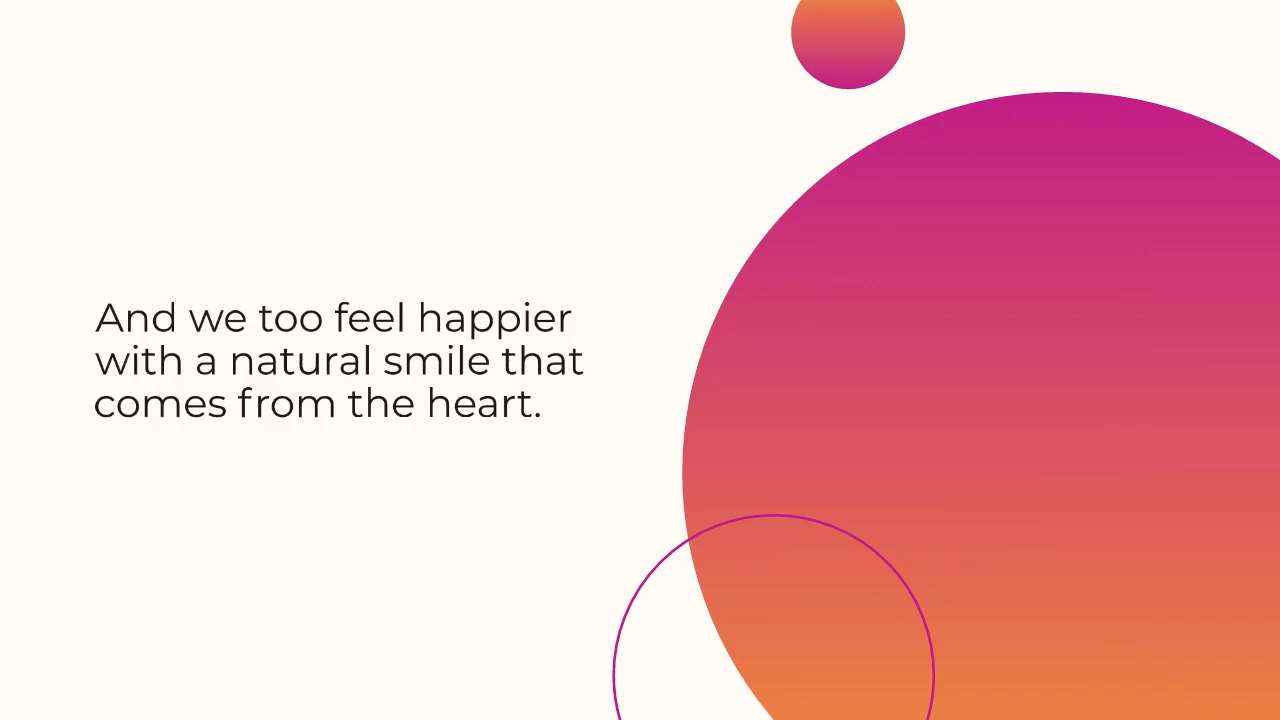 And we too feel happier
with a natural smile that
comes from the heart.